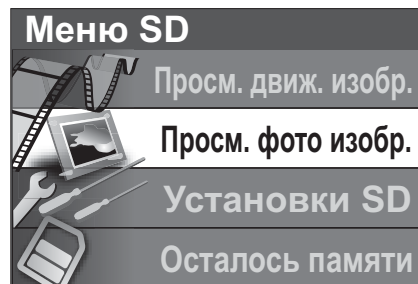 Меню SD
Просм. движ. изобр.
Просм. фото изобр.
Установки SD
Осталось памяти